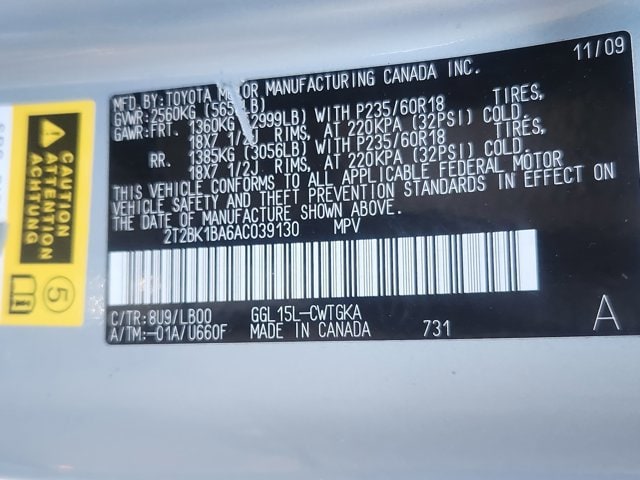 11/09
MFD.BY:TOYOTA MOTOR MANUFACTURING CANADA INC.
GVWR:2560KG (565 LB)
GAWR:FRT. 1360KG (2999LB) WITH P235/60R18 TIRES,
18X7 1/2J RIMS, AT 220KPA (32PSI) COLD.
RR. 1385KG (3056LB) WITH P235/60R18 TIRES,
18X7 1/2J RIMS, AT 220KPA (32PSI) COLD.
THIS VEHICLE CONFORMS TO ALL APPLICABLE FEDERAL MOTOR
VEHICLE SAFETY AND THEFT PREVENTION STANDARDS IN EFFECT ON
THE DATE OF MANUFACTURE SHOWN ABOVE.
2T2BK1BA6AC039130 MPV
C/TR:8U9/LB00 GGL15L-CWTGKA
A/TM:-01A/U660F MADE IN CANADA 731
A
CAUTION
ATTENTION
ACHTUNG
5